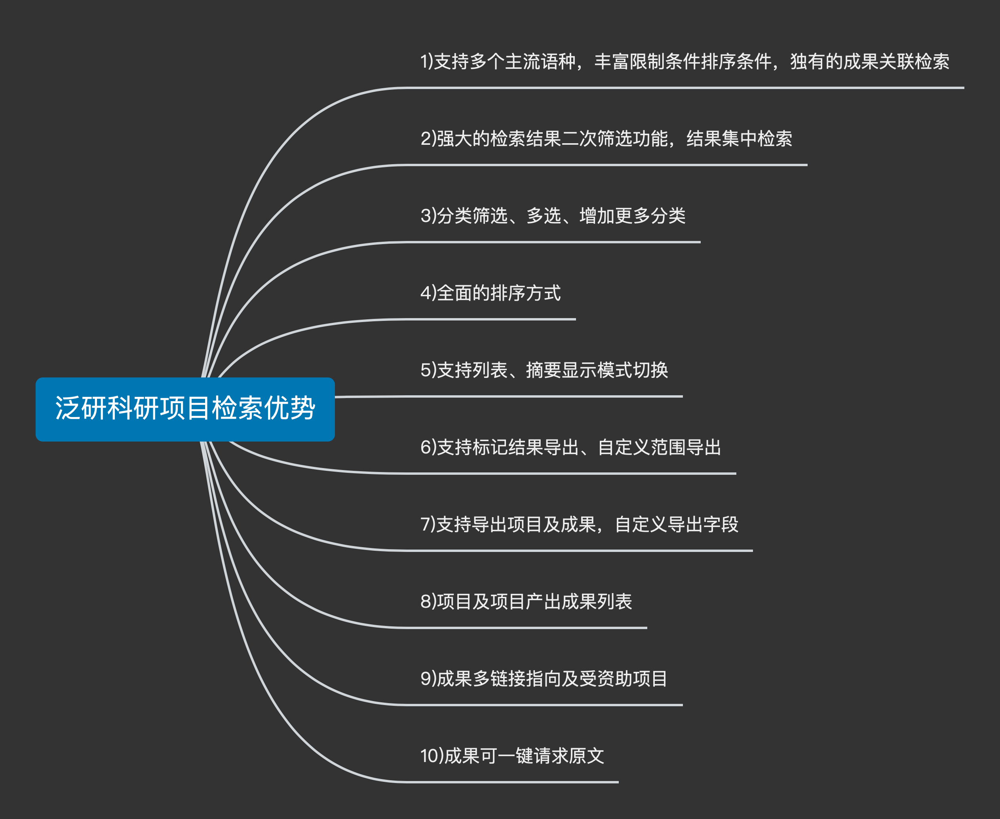 1)支持多个主流语种，丰富限制条件排序条件，独有的成果关联检索
2)强大的检索结果二次筛选功能，结果集中检索
3)分类筛选、多选、增加更多分类
4)全面的排序方式
泛研科研项目检索优势
5)支持列表、摘要显示模式切换
6)支持标记结果导出、自定义范围导出
7)支持导出项目及成果，自定义导出字段
8)项目及项目产出成果列表
9)成果多链接指向及受资助项目
10)成果可一键请求原文